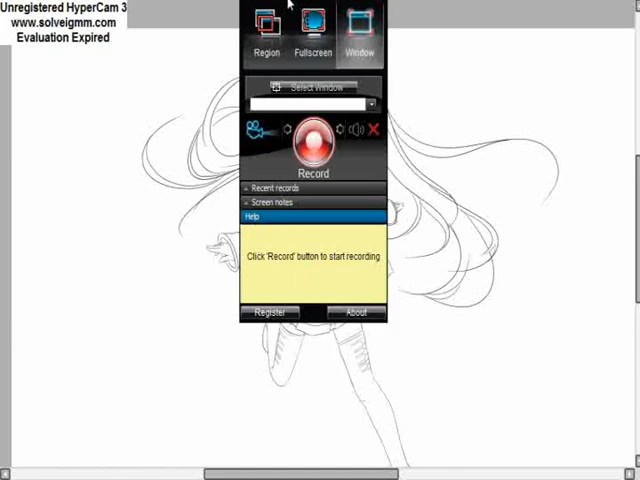 Unregistered HyperCam 3
www.solveigmm.com
Evaluation Expired
Region Fullscreen Window
Select Window
Record
Recent records
Screen notes
Help
Click 'Record' button to start recording
Register About